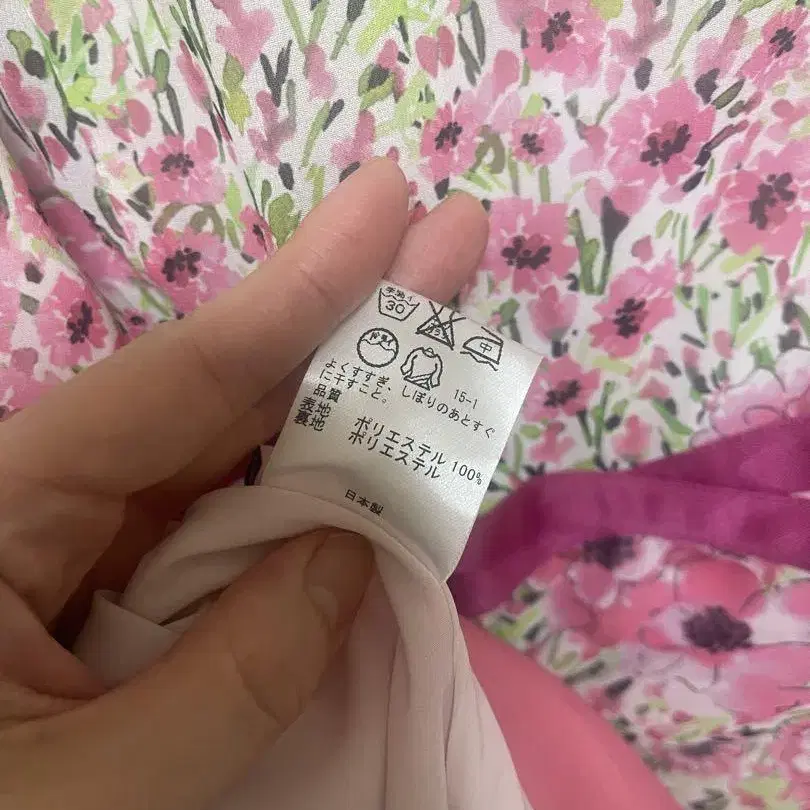 手洗イ
30
中
15-1
よくすすぎ、しぼりのあとすぐ
に干すこと。
品質
表地 ポリエステル 100%
裏地 ポリエステル
日本製